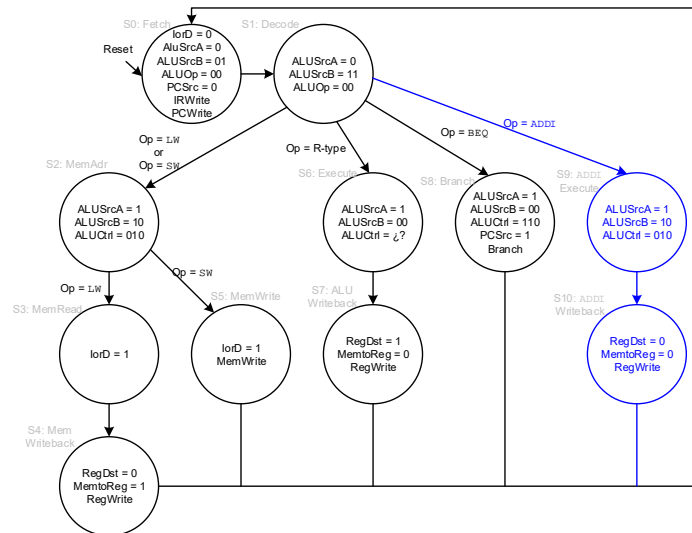 S0: Fetch
IorD = 0
AluSrcA = 0
ALUSrcB = 01
ALUOp = 00
PCSrc = 0
IRWrite
PCWrite
Reset
S1: Decode
ALUSrcA = 0
ALUSrcB = 11
ALUOp = 00
Op = LW
or
Op = SW
Op = R-type
Op = BEQ
Op = ADDI
S2: MemAdr
ALUSrcA = 1
ALUSrcB = 10
ALUCtrl = 010
S6: Execute
ALUSrcA = 1
ALUSrcB = 00
ALUCtrl = ¿?
S8: Branch
ALUSrcA = 1
ALUSrcB = 00
ALUCtrl = 110
PCSrc = 1
Branch
S9: ADDI
Execute
ALUSrcA = 1
ALUSrcB = 10
ALUCtrl = 010
Op = LW
Op = SW
S3: MemRead
IorD = 1
S5: MemWrite
IorD = 1
MemWrite
S7: ALU
Writeback
RegDst = 1
MemtoReg = 0
RegWrite
S10: ADDI
Writeback
RegDst = 0
MemtoReg = 0
RegWrite
S4: Mem
Writeback
RegDst = 0
MemtoReg = 1
RegWrite